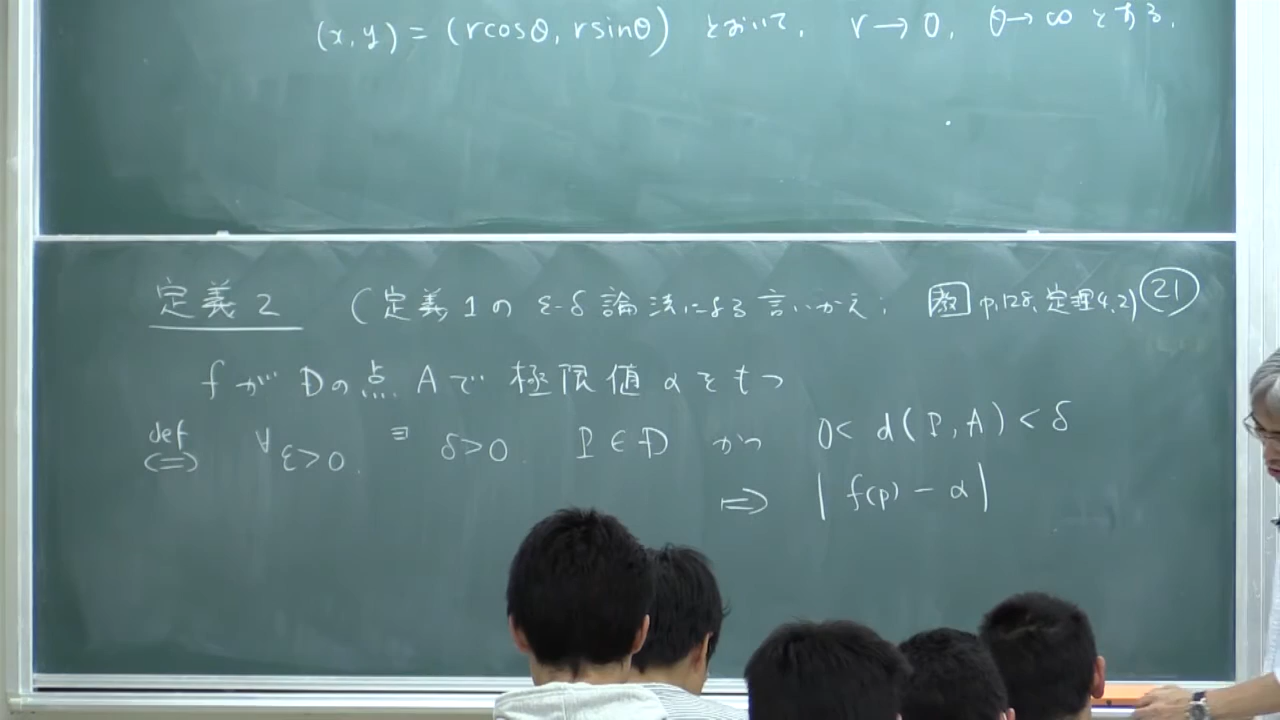 (x, y) = (rcosθ, rsinθ) とおいて, r → 0, θ → ∞ とする.
定義2 (定義1の ε-δ 論法による言いかえ; 教 p.128, 定理4.2) 21
f が D の点 A で 極限値 α をもつ
def ⇔ ∀ε>0. ∃δ>0 P ∈ D かつ 0 < d(P, A) < δ
⇒ | f(P) - α |